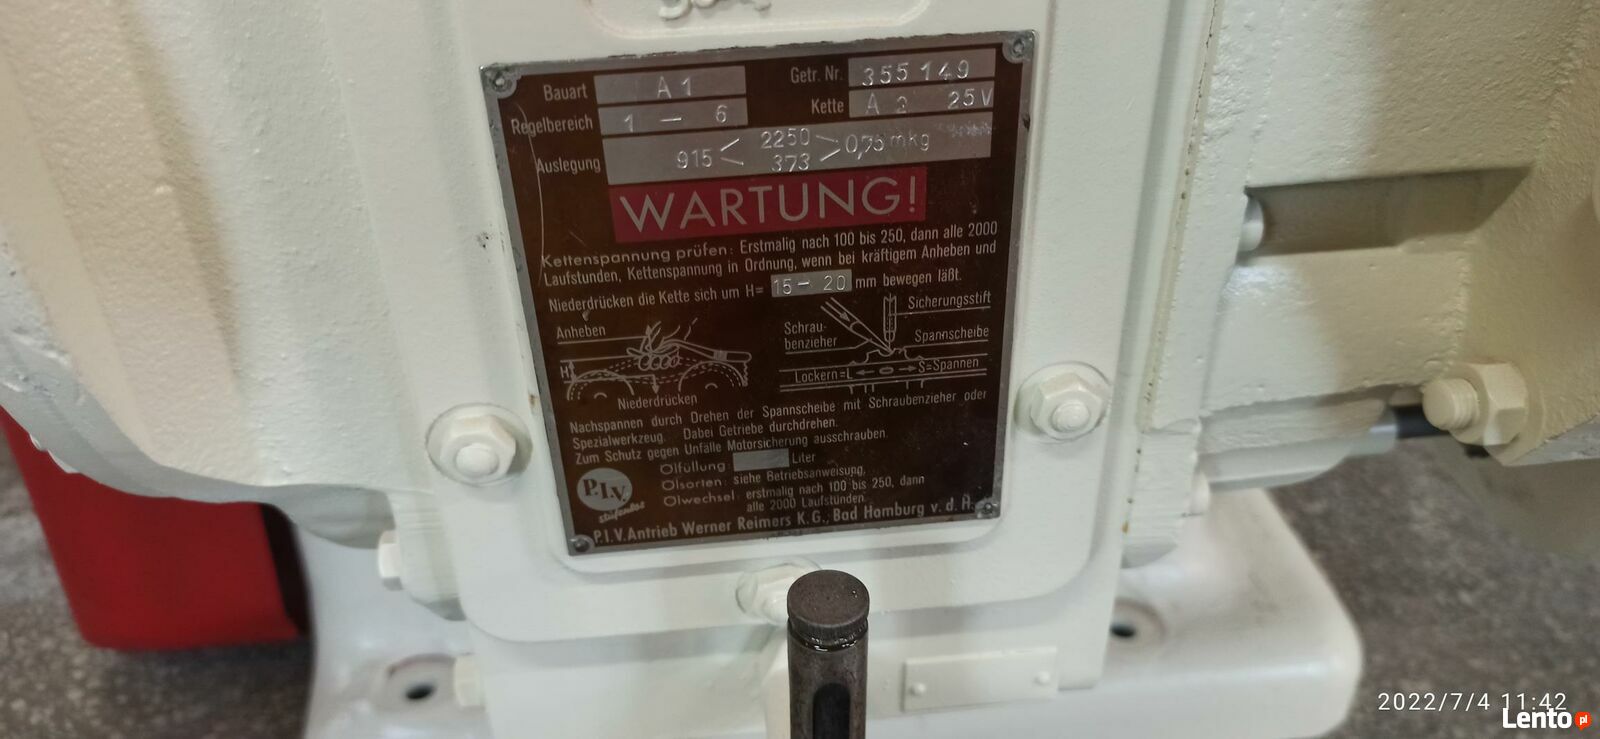 Bauart A 1 Getr. Nr. 355 149
Regelbereich 1 – 6 Kette A 2 25 V
Auslegung 915 < 2250 > 0,75 mkg
< 373 >
WARTUNG!
Kettenspannung prüfen: Erstmalig nach 100 bis 250, dann alle 2000
Laufstunden, Kettenspannung in Ordnung, wenn bei kräftigem Anheben und
Niederdrücken die Kette sich um H= 15 – 20 mm bewegen läßt.
Anheben
H
Niederdrücken
Schrau-
benzieher
Sicherungsstift
Spannscheibe
Lockern=L S=Spannen
Nachspannen durch Drehen der Spannscheibe mit Schraubenzieher oder
Spezialwerkzeug. Dabei Getriebe durchdrehen.
Zum Schutz gegen Unfälle Motorsicherung ausschrauben.
Ölfüllung: Liter
Ölsorten: siehe Betriebsanweisung.
Ölwechsel: erstmalig nach 100 bis 250, dann
alle 2000 Laufstunden.
P.I.V.
stufenlos
P.I.V. Antrieb Werner Reimers K.G., Bad Homburg v. d. H.
2022/7/4 11:42
Lento pl